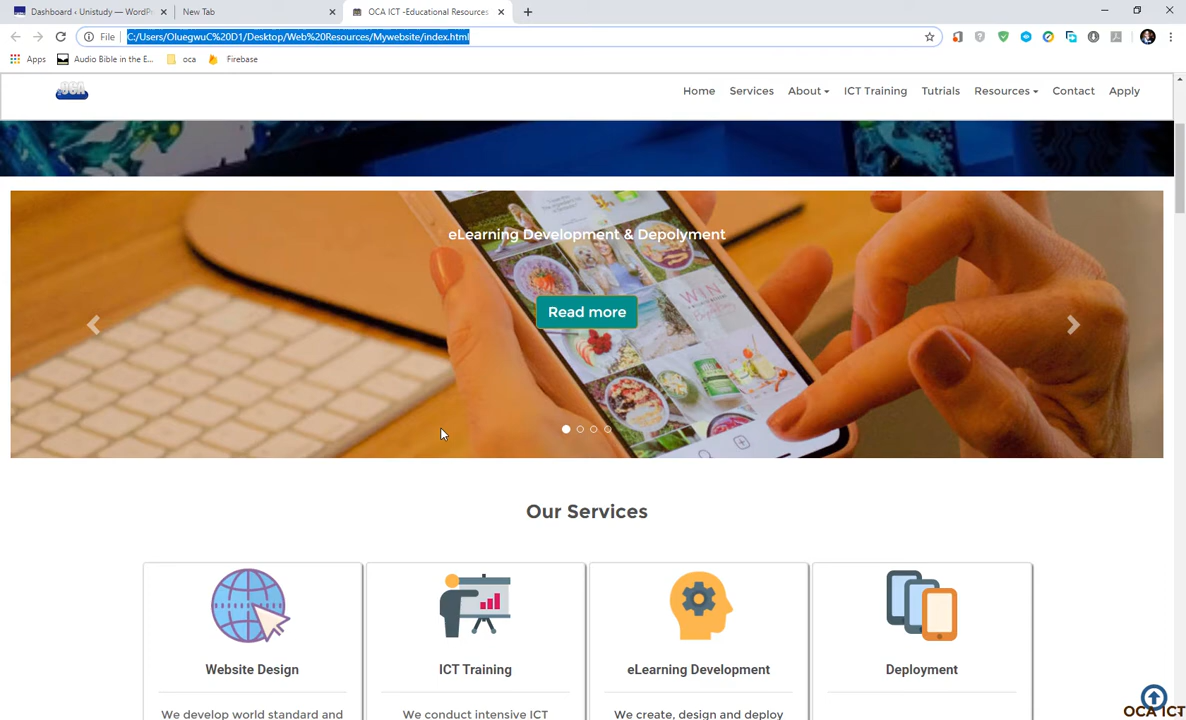 Dashboard ‹ Unistudy — WordP
New Tab
OCA ICT -Educational Resources
File
C:/Users/OluegwuC%20D1/Desktop/Web%20Resources/Mywebsite/index.html
Apps
Audio Bible in the E...
oca
Firebase
OCA
Home
Services
About
ICT Training
Tutrials
Resources
Contact
Apply
eLearning Development & Depolyment
Read more
WIN
Our Services
Website Design
ICT Training
eLearning Development
Deployment
We develop world standard and
We conduct intensive ICT
We create, design and deploy
OCA ICT